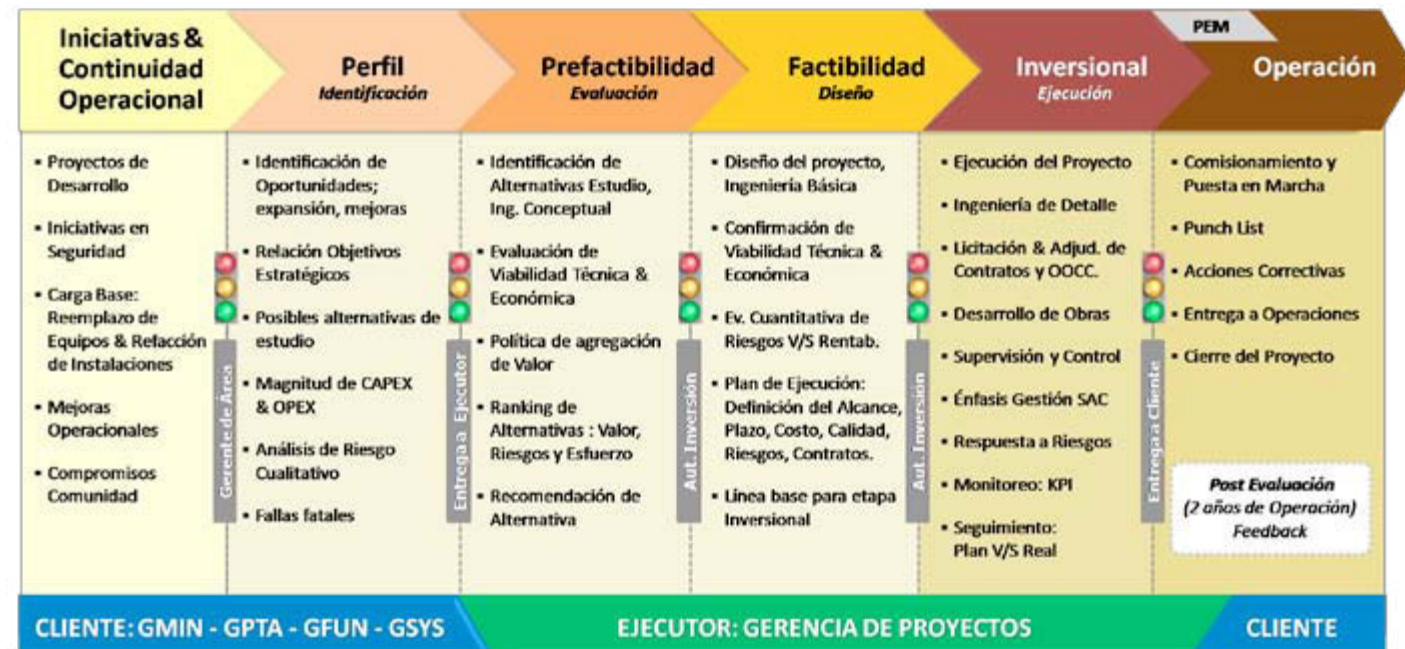 Iniciativas &
Continuidad
Operacional
Perfil
Identificación
Prefactibilidad
Evaluación
Factibilidad
Diseño
Inversional
Ejecución
PEM
Operación
▪ Proyectos de
Desarrollo
▪ Iniciativas en
Seguridad
▪ Carga Base:
Reemplazo de
Equipos & Refacción
de Instalaciones
▪ Mejoras
Operacionales
▪ Compromisos
Comunidad
Gerente de Área
▪ Identificación de
Oportunidades;
expansión, mejoras
▪ Relación Objetivos
Estratégicos
▪ Posibles alternativas de
estudio
▪ Magnitud de CAPEX
& OPEX
▪ Análisis de Riesgo
Cualitativo
▪ Fallas fatales
Entrega a Ejecutor
▪ Identificación de
Alternativas Estudio,
Ing. Conceptual
▪ Evaluación de
Viabilidad Técnica &
Económica
▪ Política de agregación
de Valor
▪ Ranking de
Alternativas : Valor,
Riesgos y Esfuerzo
▪ Recomendación de
Alternativa
Aut. Inversión
▪ Diseño del proyecto,
Ingeniería Básica
▪ Confirmación de
Viabilidad Técnica &
Económica
▪ Ev. Cuantitativa de
Riesgos V/S Rentab.
▪ Plan de Ejecución:
Definición del Alcance,
Plazo, Costo, Calidad,
Riesgos, Contratos.
▪ Linea base para etapa
Inversional
Aut. Inversión
▪ Ejecución del Proyecto
▪ Ingeniería de Detalle
▪ Licitación & Adjud. de
Contratos y OOCC.
▪ Desarrollo de Obras
▪ Supervisión y Control
▪ Énfasis Gestión SAC
▪ Respuesta a Riesgos
▪ Monitoreo: KPI
▪ Seguimiento:
Plan V/S Real
Entrega a Cliente
▪ Comisionamiento y
Puesta en Marcha
▪ Punch List
▪ Acciones Correctivas
▪ Entrega a Operaciones
▪ Cierre del Proyecto
Post Evaluación
(2 años de Operación)
Feedback
CLIENTE: GMIN - GPTA - GFUN - GSYS
EJECUTOR: GERENCIA DE PROYECTOS
CLIENTE